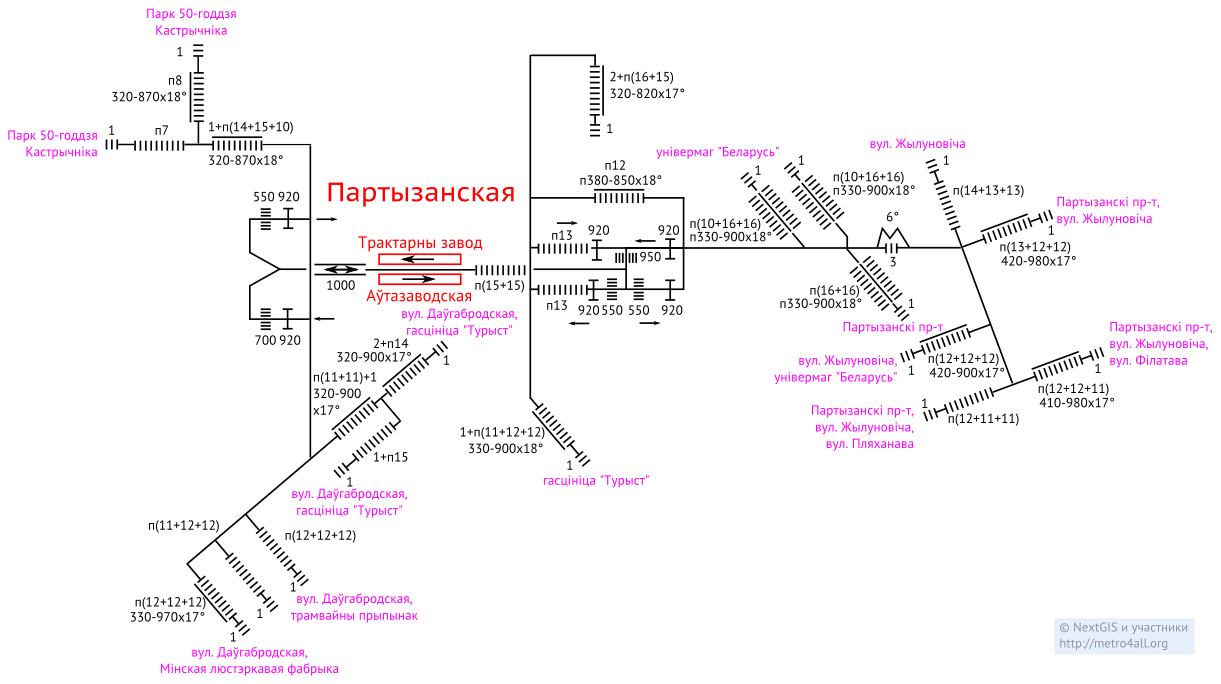 Парк 50-годдзя
Кастрычніка
1
п8
320-870x18°
Парк 50-годдзя
Кастрычніка
1
п7
1+п(14+15+10)
320-870x18°
2+п(16+15)
320-820x17°
1
550 920
Партызанская
Трактарны завод
Аўтазаводская
1000
700 920
п(15+15)
п12
п380-850x18°
п13
920
920
950
п13
920
550
550
920
універмаг "Беларусь"
1
п(10+16+16)
п330-900x18°
1
п(10+16+16)
п330-900x18°
п(16+16)
п330-900x18°
1
6°
3
вул. Жылуновіча
1
п(14+13+13)
Партызанскі пр-т,
вул. Жылуновіча
1
п(13+12+12)
420-980x17°
Партызанскі пр-т
вул. Жылуновіча,
універмаг "Беларусь"
1
п(12+12+12)
420-900x17°
Партызанскі пр-т,
вул. Жылуновіча,
вул. Філатава
1
п(12+12+11)
410-980x17°
Партызанскі пр-т,
вул. Жылуновіча,
вул. Пляханава
1
п(12+11+11)
вул. Даўгабродская,
гасцініца "Турыст"
2+п14
320-900x17°
1
п(11+11)+1
320-900
x17°
1+п15
1
вул. Даўгабродская,
гасцініца "Турыст"
1+п(11+12+12)
330-900x18°
1
гасцініца "Турыст"
п(11+12+12)
1
п(12+12+12)
1
вул. Даўгабродская,
трамвайны прыпынак
п(12+12+12)
330-970x17°
1
вул. Даўгабродская,
Мінская люстэркавая фабрыка
© NextGIS и участники
http://metro4all.org